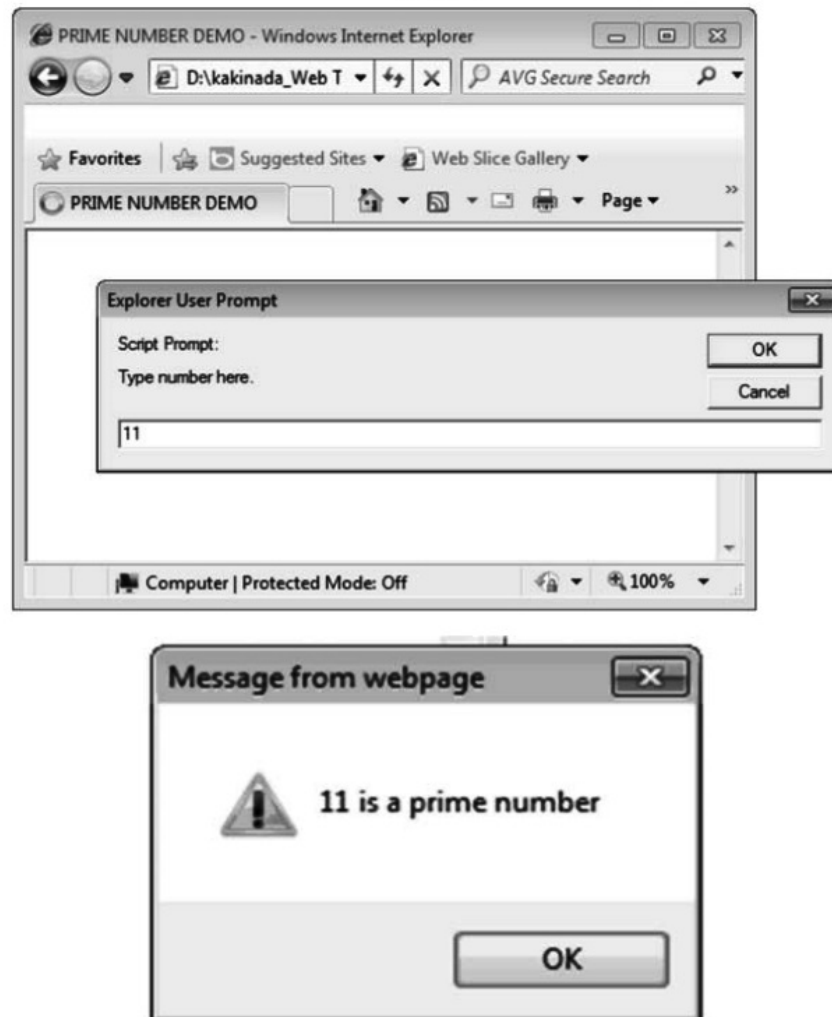 PRIME NUMBER DEMO - Windows Internet Explorer
D:\kakinada_Web T
AVG Secure Search
Favorites
Suggested Sites
Web Slice Gallery
PRIME NUMBER DEMO
Page
Explorer User Prompt
Script Prompt:
OK
Type number here.
Cancel
11
Computer | Protected Mode: Off
100%
Message from webpage
11 is a prime number
OK